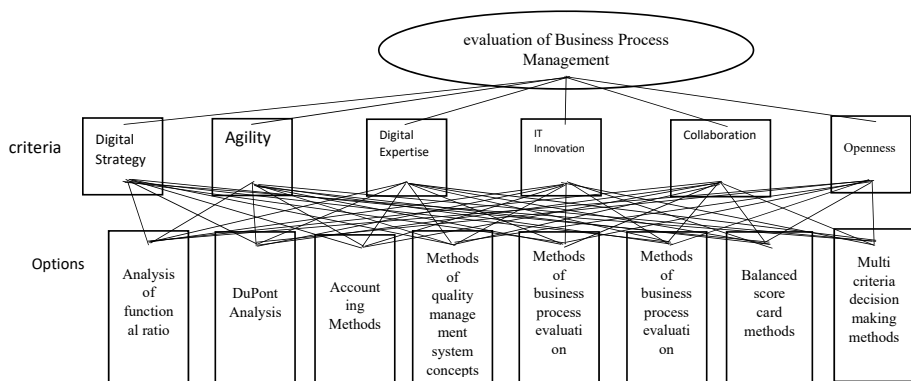 evaluation of Business Process
Management
criteria
Digital
Strategy
Agility
Digital
Expertise
IT
Innovation
Collaboration
Openness
Options
Analysis
of
function
al ratio
DuPont
Analysis
Account
ing
Methods
Methods
of
quality
manage
ment
system
concepts
Methods
of
business
process
evaluati
on
Methods
of
business
process
evaluati
on
Balanced
score
card
methods
Multi
criteria
decision
making
methods